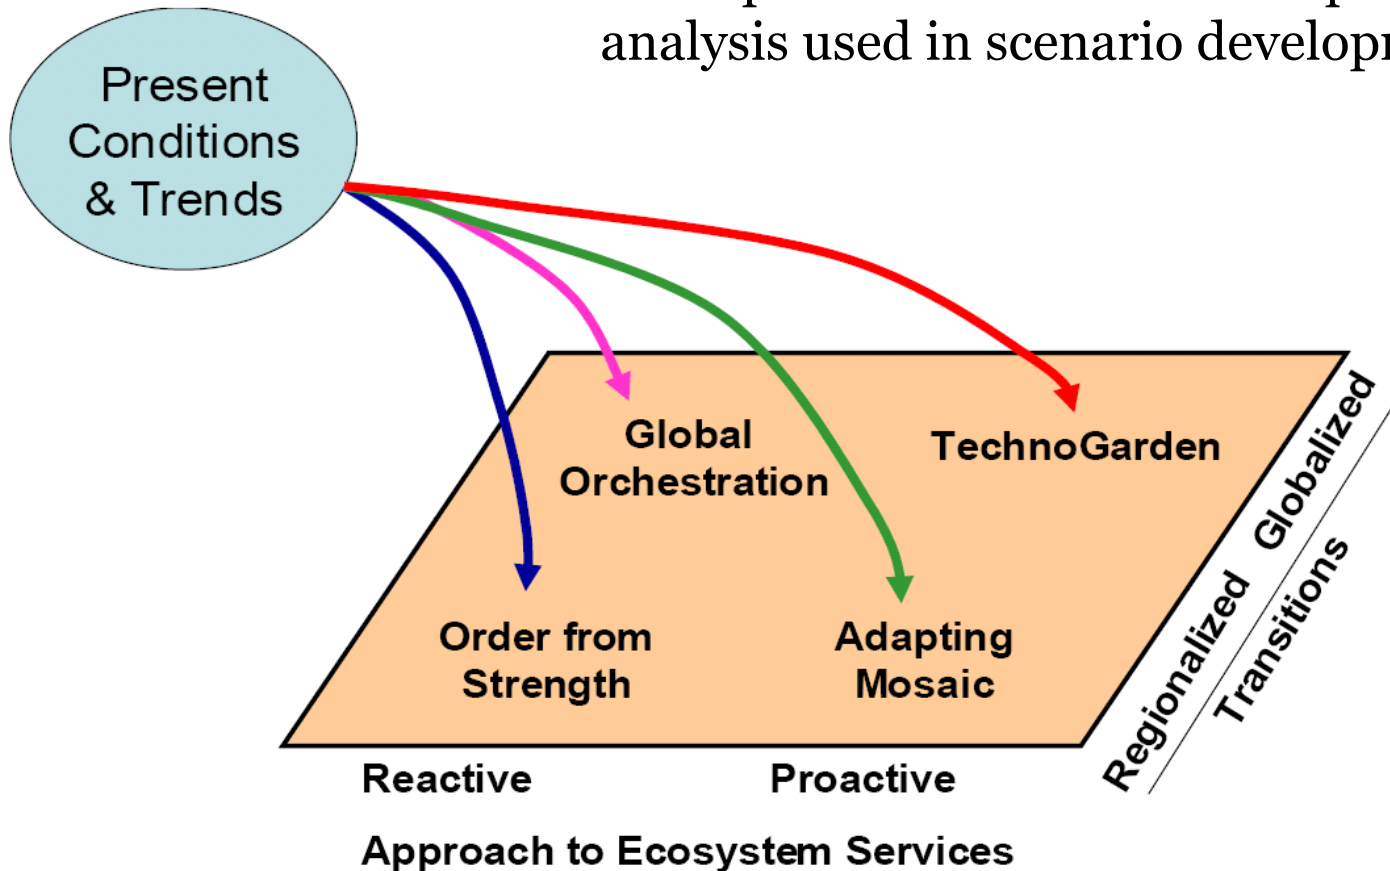 analysis used in scenario
Present
Conditions
& Trends
Global
Orchestration
TechnoGarden
Order from
Strength
Adapting
Mosaic
Regionalized Globalized
Transitions
Reactive Proactive
Approach to Ecosystem Services